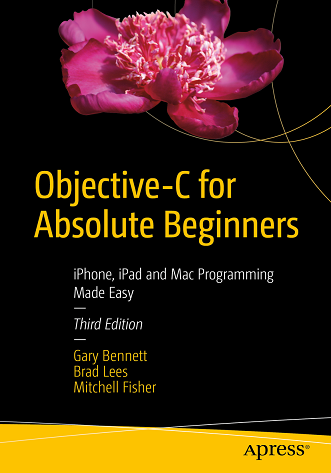 Objective-C for
Absolute Beginners
iPhone, iPad and Mac Programming
Made Easy
—
Third Edition
—
Gary Bennett
Brad Lees
Mitchell Fisher
Apress®